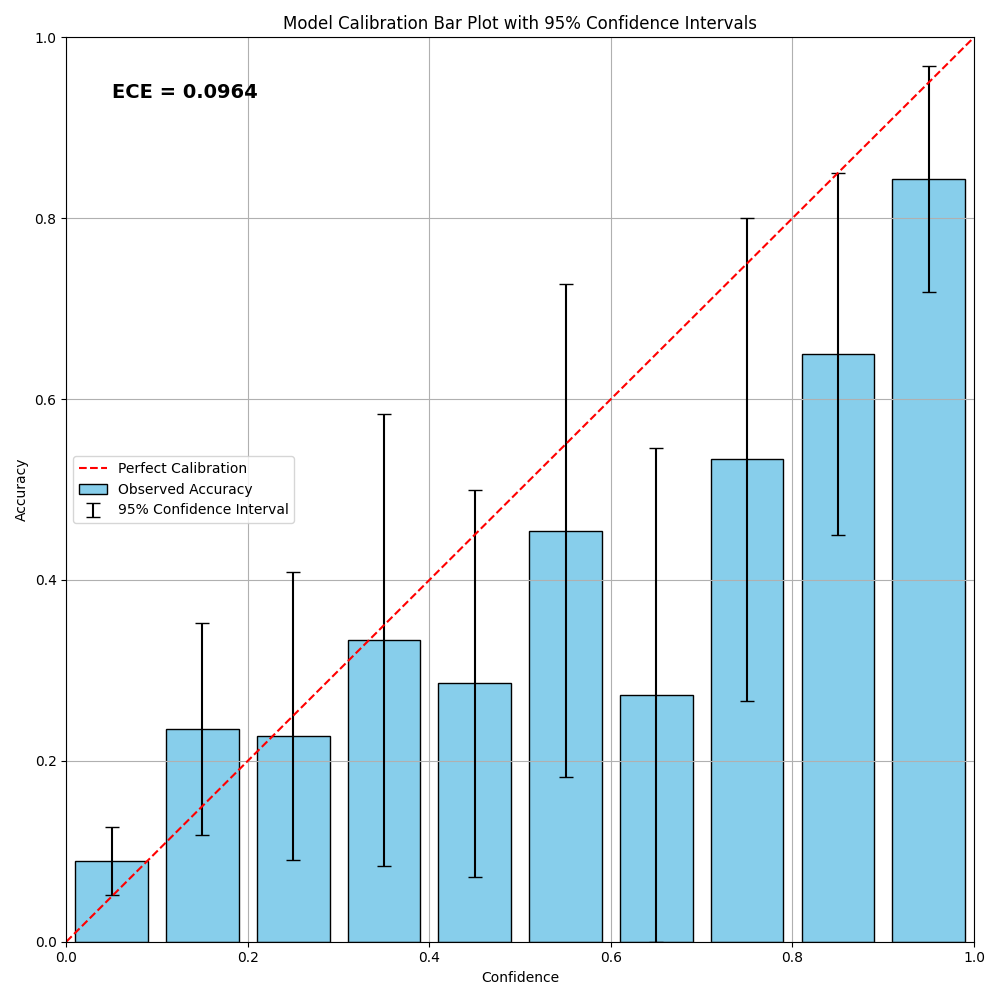 Model Calibration Bar Plot with 95% Confidence Intervals
1.0
ECE = 0.0964
0.8
0.6
Accuracy
Perfect Calibration
Observed Accuracy
95% Confidence Interval
0.4
0.2
0.0
0.0 0.2 0.4 0.6 0.8 1.0
Confidence